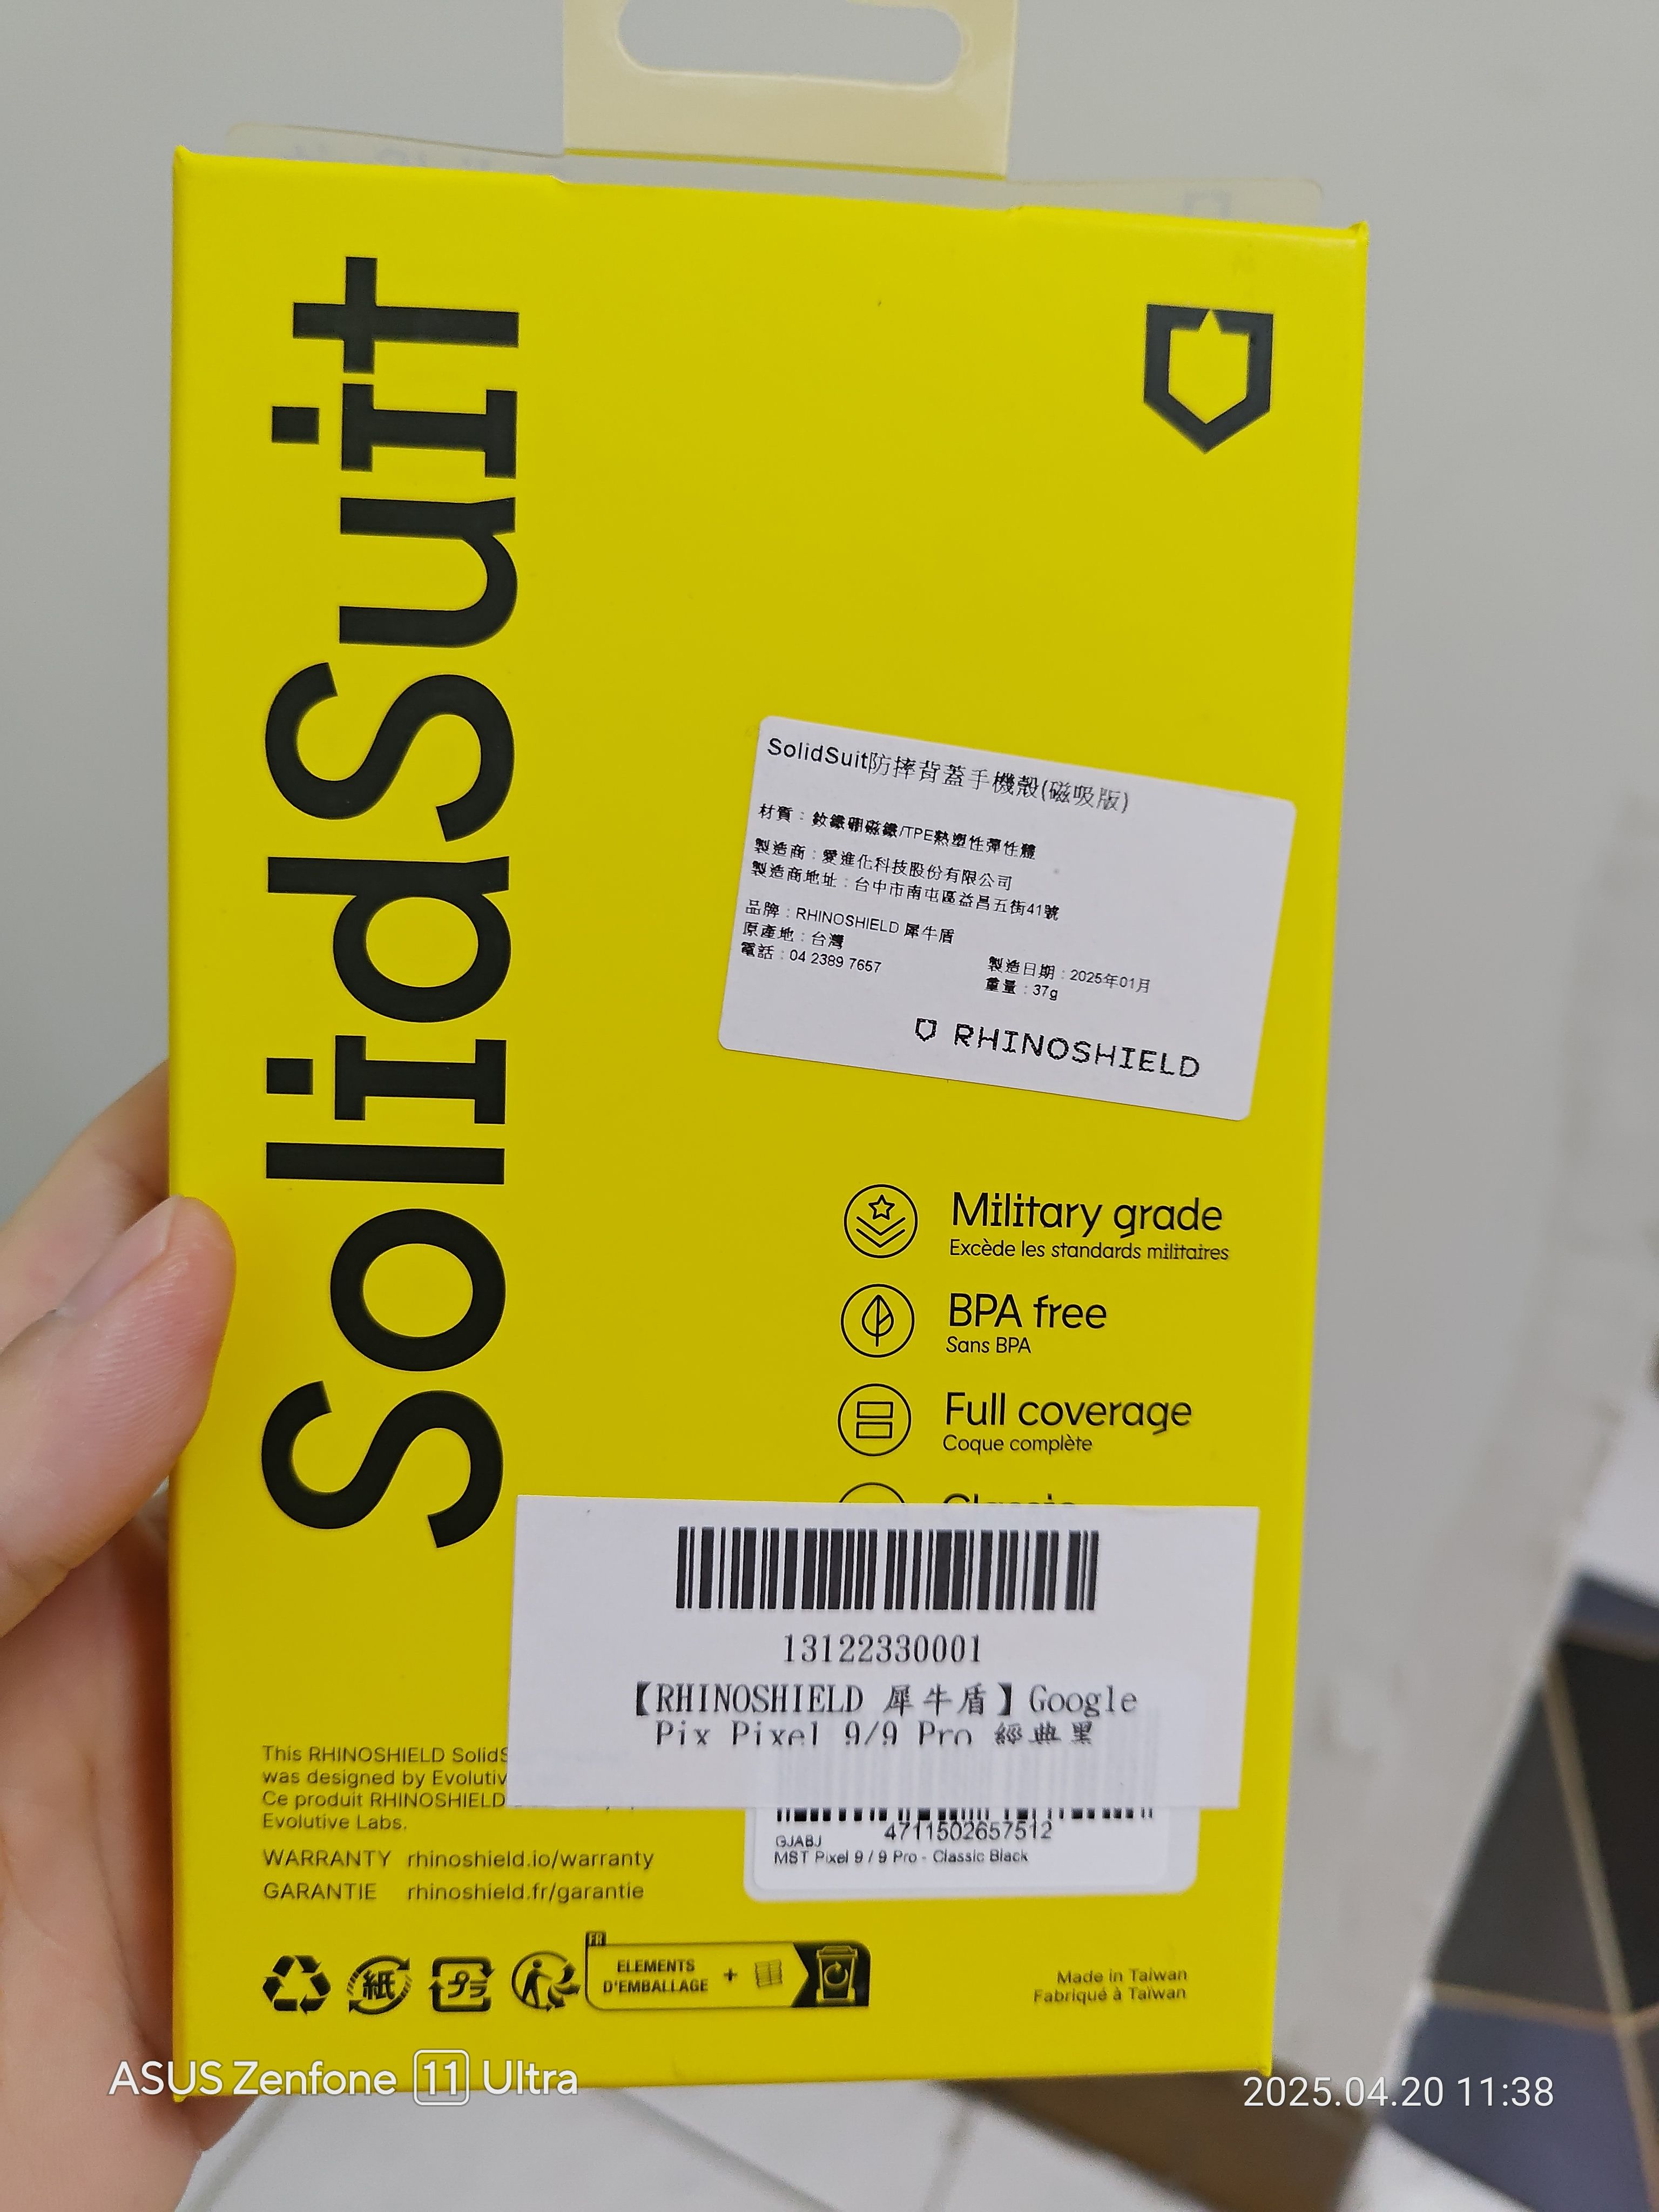 SolidSuit
SolidSuit防摔背蓋手機殼(磁吸版)
材質：釹鐵硼磁鐵/TPE熱塑性彈性體
製造商：愛進化科技股份有限公司
製造商地址：台中市南屯區益昌五街41號
品牌：RHINOSHIELD 犀牛盾
原產地：台灣
電話：04 2389 7657
製造日期：2025年01月
重量：37g
RHINOSHIELD
Military grade
Excède les standards militaires
BPA free
Sans BPA
Full coverage
Coque complète
13122330001
【RHINOSHIELD 犀牛盾】Google
Pix Pixel 9/9 Pro 經典黑
This RHINOSHIELD Solid
was designed by Evolutiv
Ce produit RHINOSHIELD
Evolutive Labs.
WARRANTY rhinoshield.io/warranty
GARANTIE rhinoshield.fr/garantie
4711502657512
GJABJ
MST Pixel 9 / 9 Pro - Classic Black
紙
プラ
FR
ELEMENTS
D'EMBALLAGE +
Made in Taiwan
Fabriqué à Taïwan
ASUS Zenfone 11 Ultra
2025.04.20 11:38